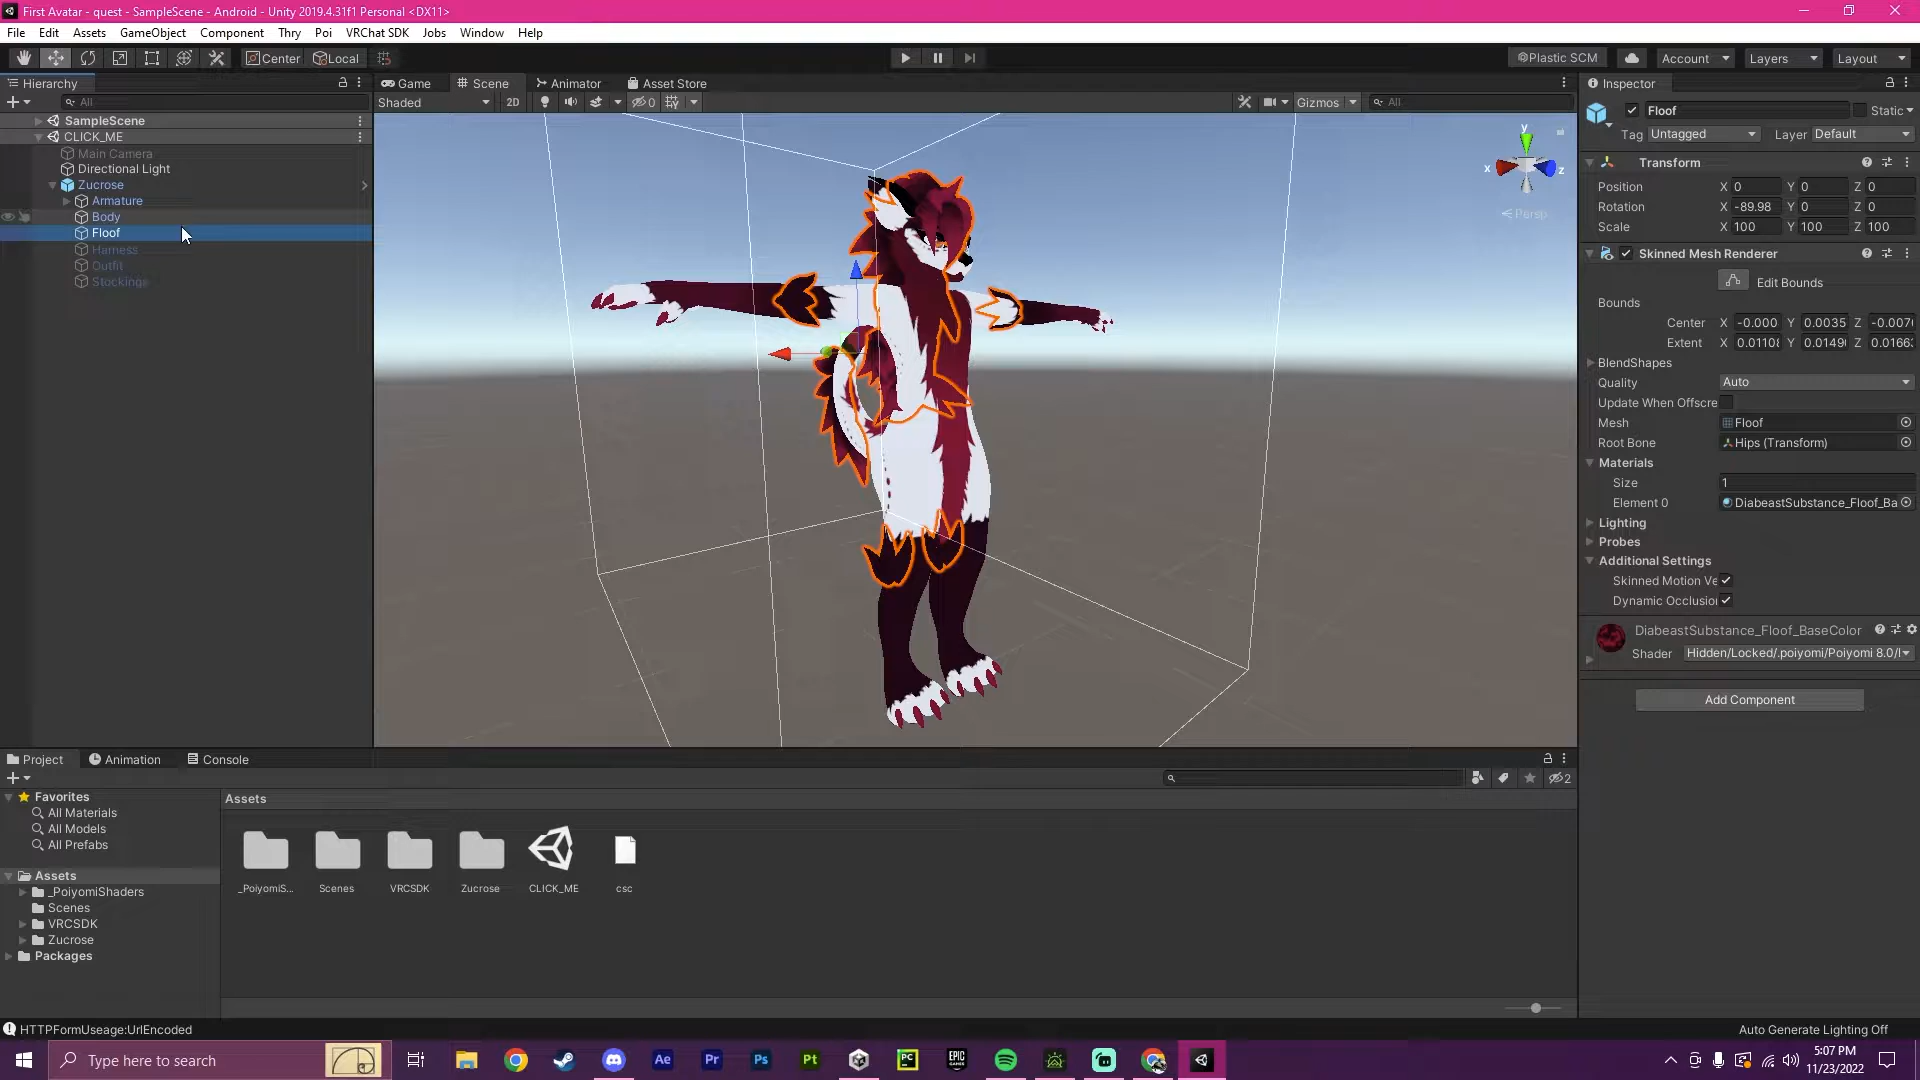 First Avatar - quest - SampleScene - Android - Unity 2019.4.31f1 Personal <DX11>
File Edit Assets GameObject Component Thry Poi VRChat SDK Jobs Window Help
Center Local Plastic SCM Account Layers Layout
Hierarchy Game Scene Animator Asset Store Inspector
All Shaded 2D 0 Gizmos All
SampleScene
CLICK_ME
Main Camera
Directional Light
Zucrose
Armature
Body
Floof
Harness
Outfit
Stockings
y
x z
Persp
Floof Static
Tag Untagged Layer Default
Transform
Position X 0 Y 0 Z 0
Rotation X -89.98 Y 0 Z 0
Scale X 100 Y 100 Z 100
Skinned Mesh Renderer
Edit Bounds
Bounds
Center X -0.000 Y 0.0035 Z
Extent X Y Z
BlendShapes
Quality Auto
Update When Offscre
Mesh Floof
Root Bone Hips (Transform)
Materials
Size 1
Element 0 DiabeastSubstance_Floof_Ba
Lighting
Probes
Additional Settings
Skinned Motion Ve
Dynamic Occlusion
DiabeastSubstance_Floof_BaseColor
Shader Hidden/Locked/.poiyomi/Poiyomi 8.0/
Add Component
Project Animation Console
2
Favorites
All Materials
All Models
All Prefabs
Assets
_PoiyomiShaders
Scenes
VRCSDK
Zucrose
Packages
Assets
_PoiyomiS... Scenes VRCSDK Zucrose CLICK_ME csc
HTTPFormUseage:UrlEncoded Auto Generate Lighting Off
Type here to search
Ae Pr Ps Pt PC EPIC GAMES
5:07 PM
11/23/2022